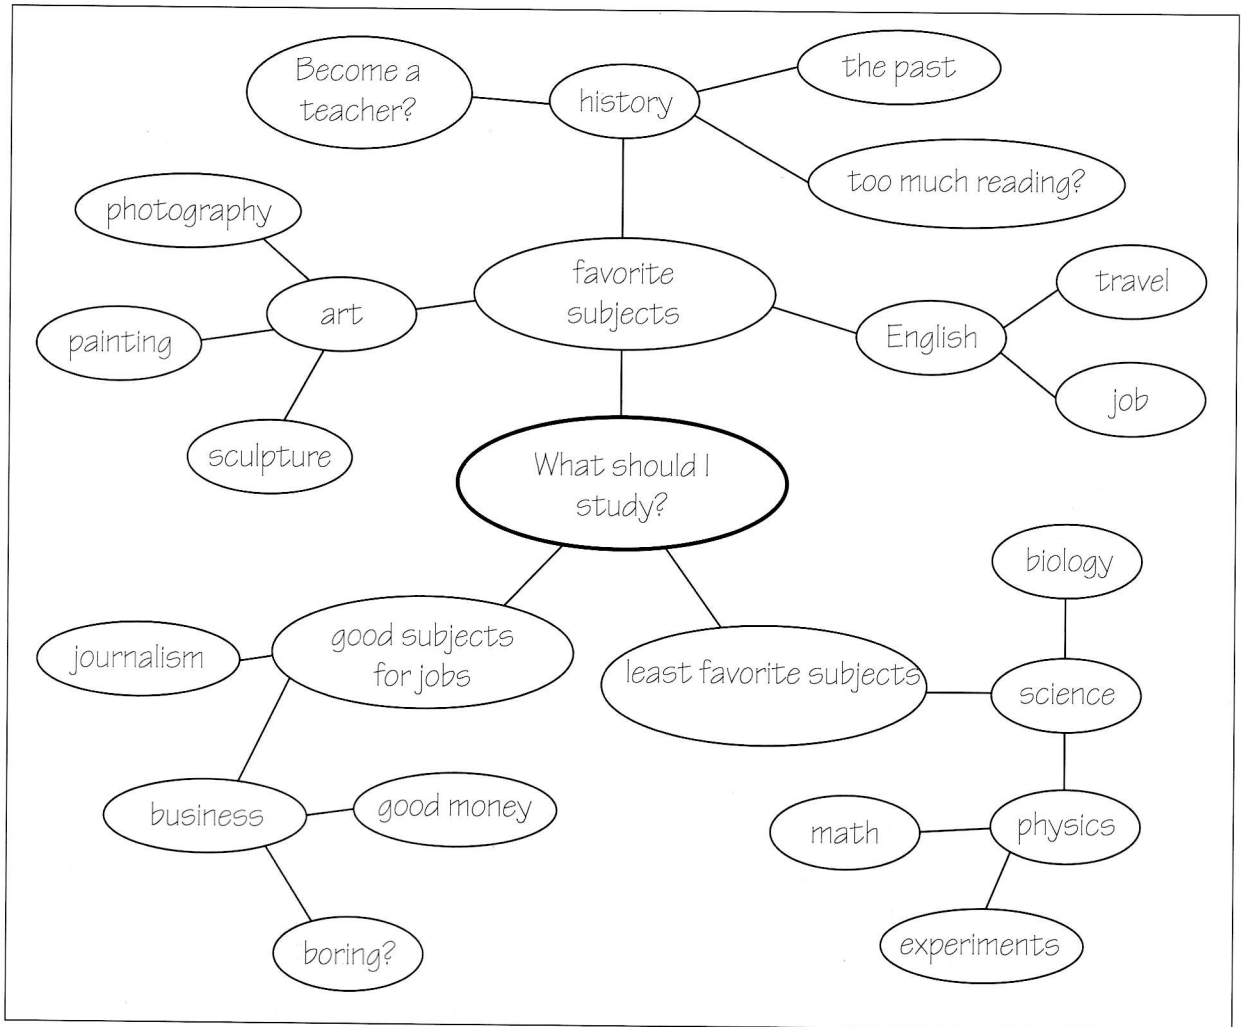 Become a
teacher?
history
the past
too much reading?
photography
favorite
subjects
travel
art
English
painting
job
sculpture
What should I
study?
biology
journalism
good subjects
for jobs
least favorite subjects
science
business
good money
math
physics
boring?
experiments